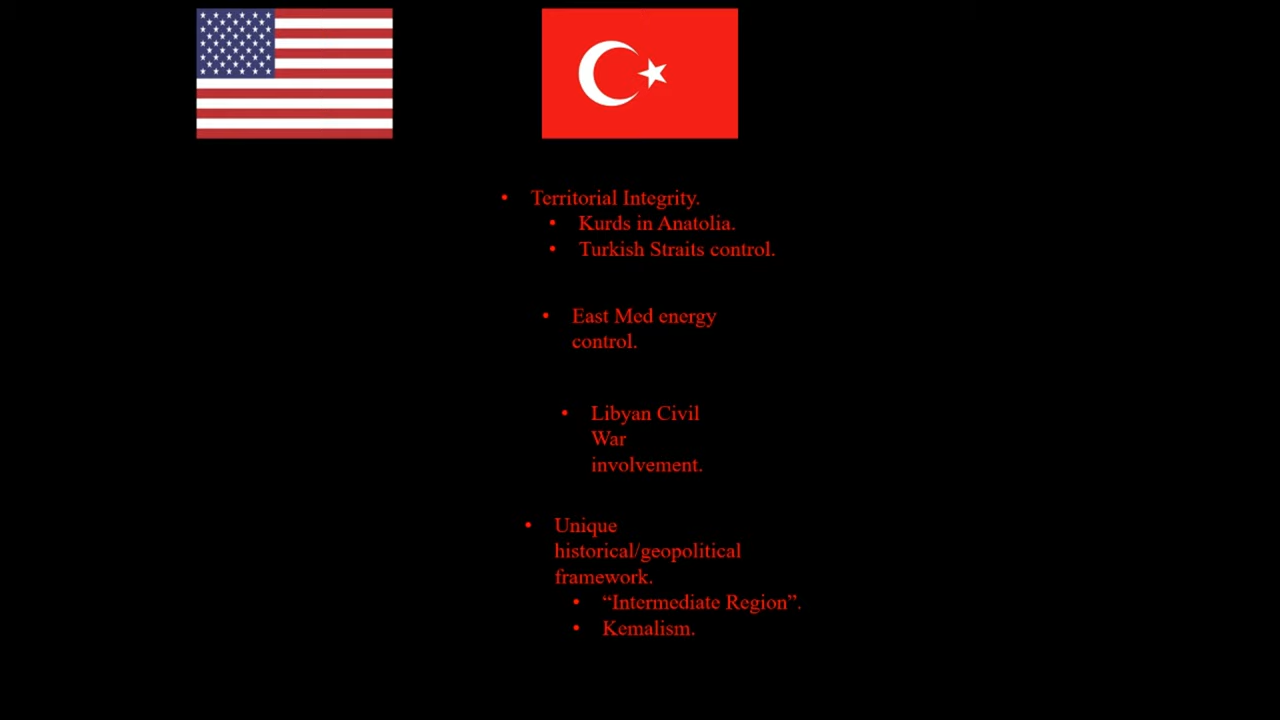 • Territorial Integrity.
• Kurds in Anatolia.
• Turkish Straits control.
• East Med energy
control.
• Libyan Civil
War
involvement.
• Unique
historical/geopolitical
framework.
• “Intermediate Region”.
• Kemalism.